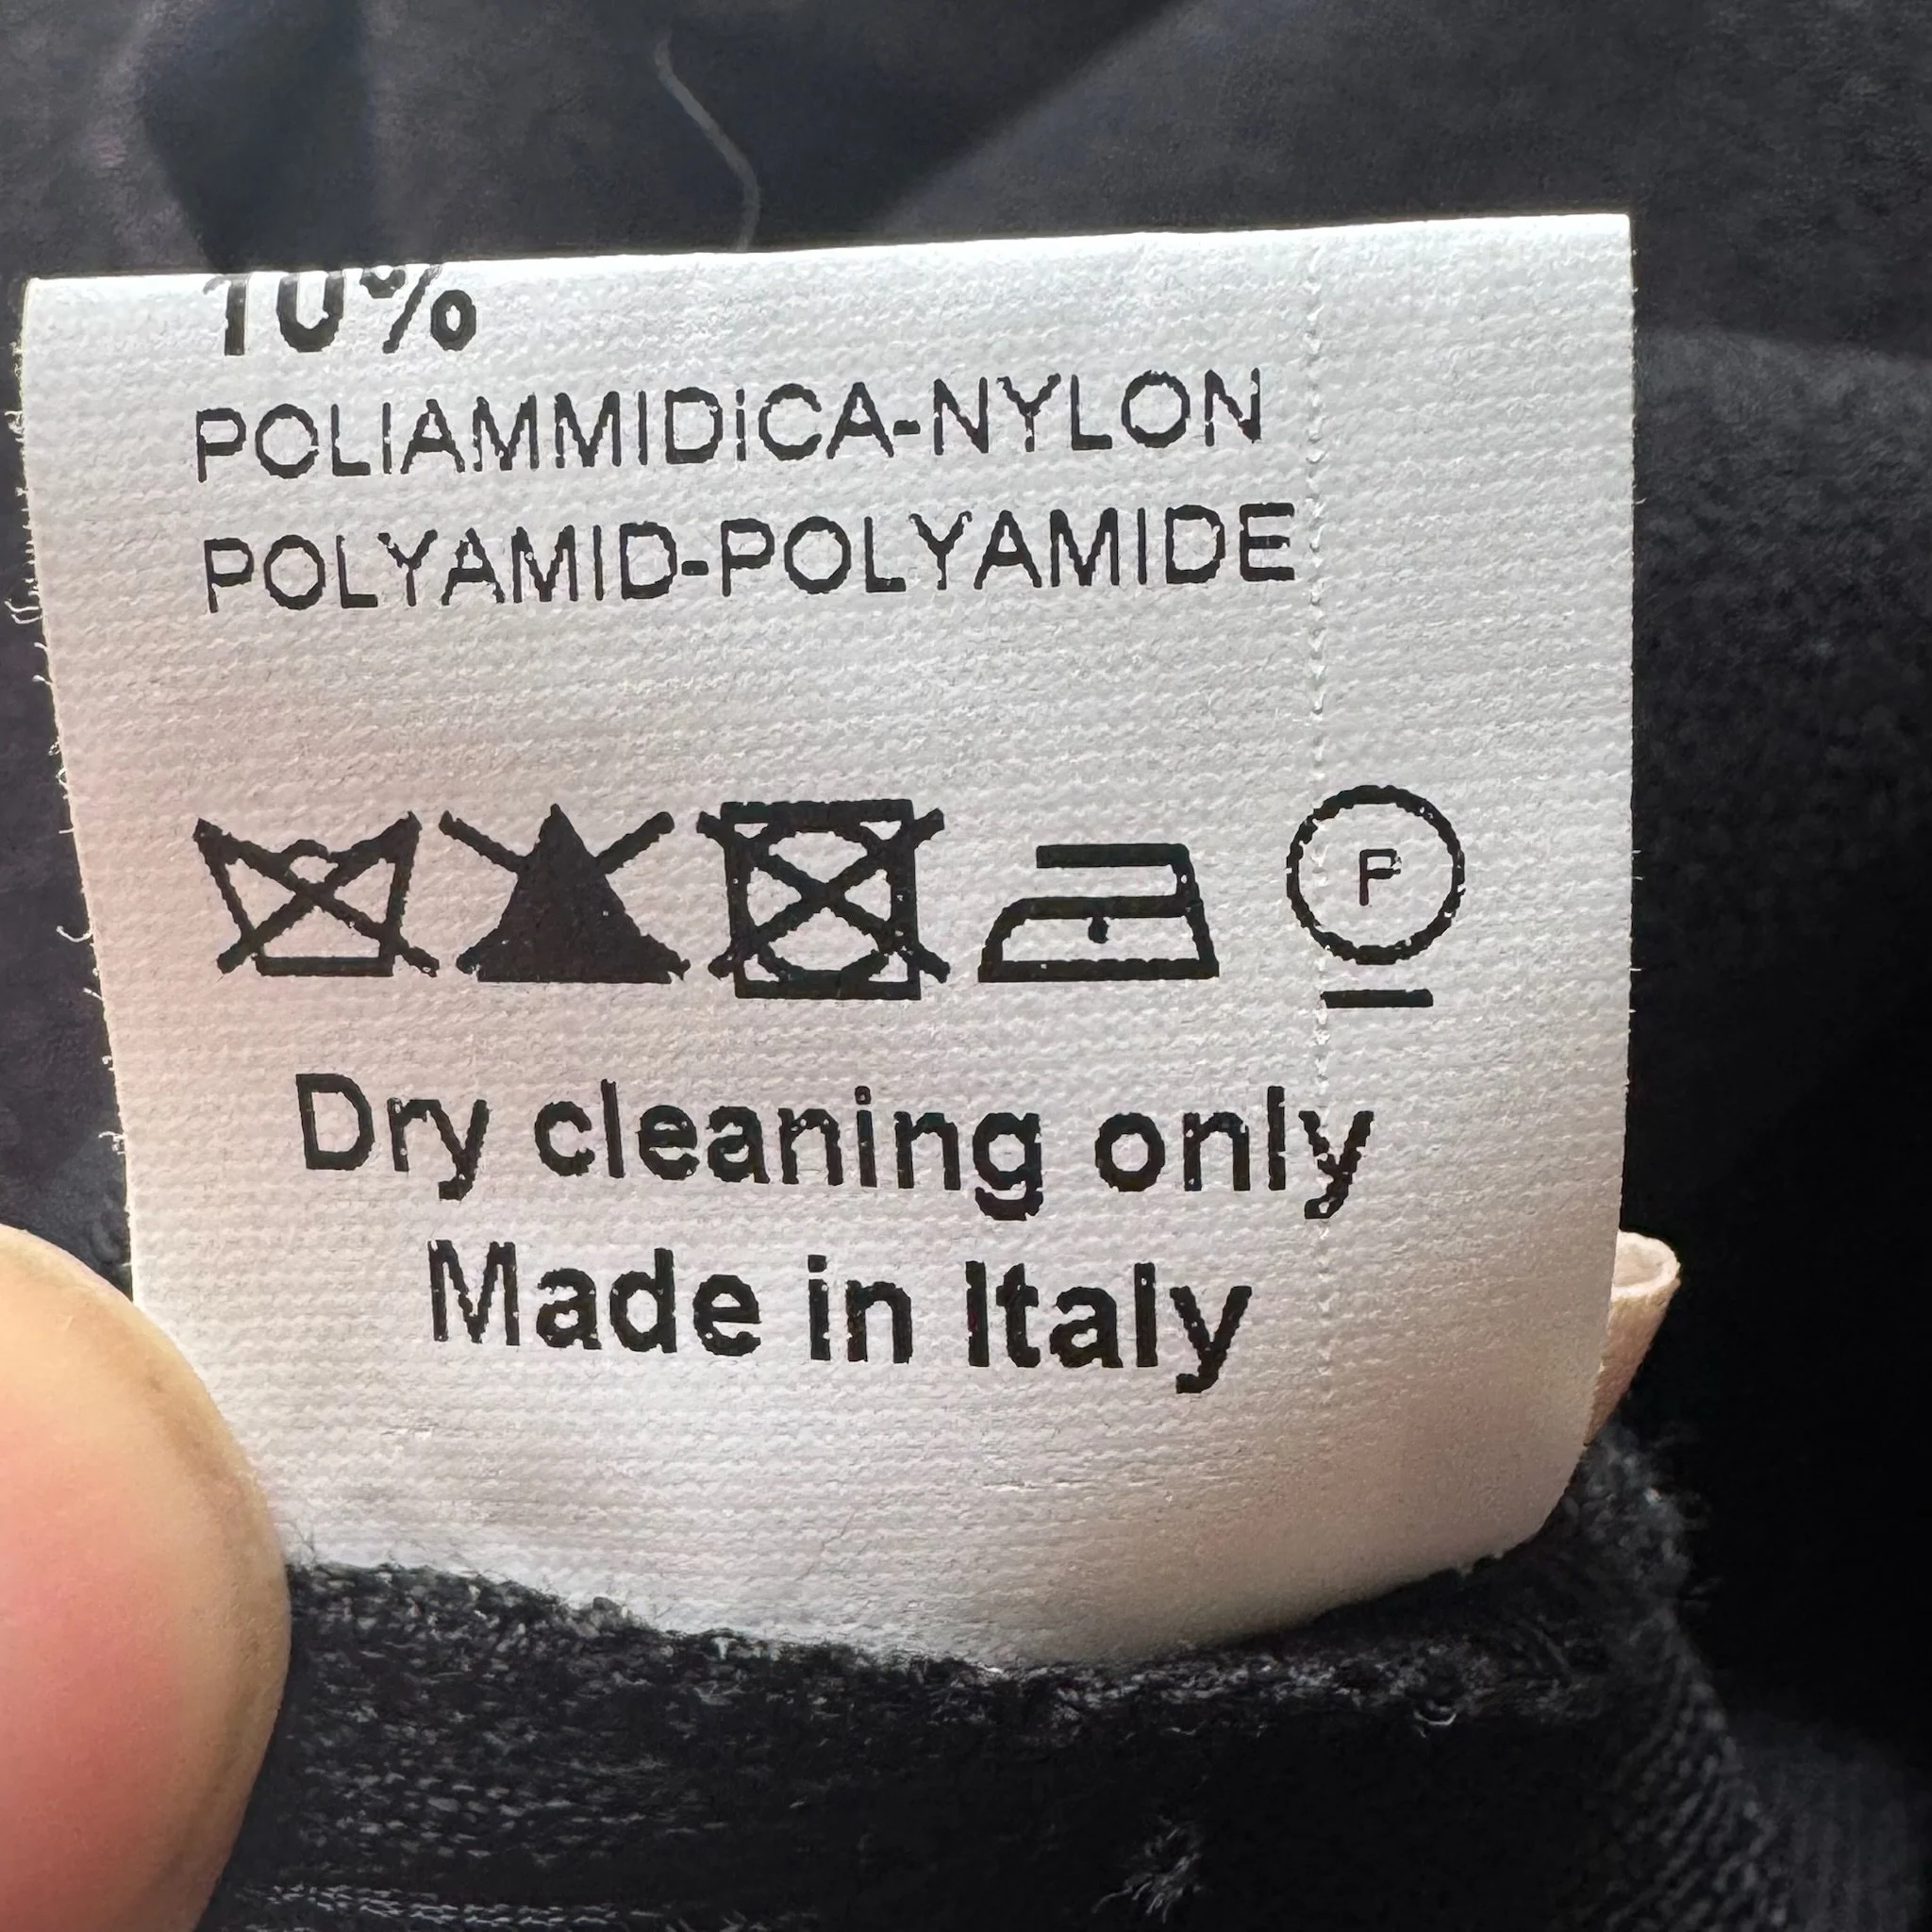 10%
POLIAMMIDiCA-NYLON
POLYAMID-POLYAMIDE
P
Dry cleaning only
Made in Italy